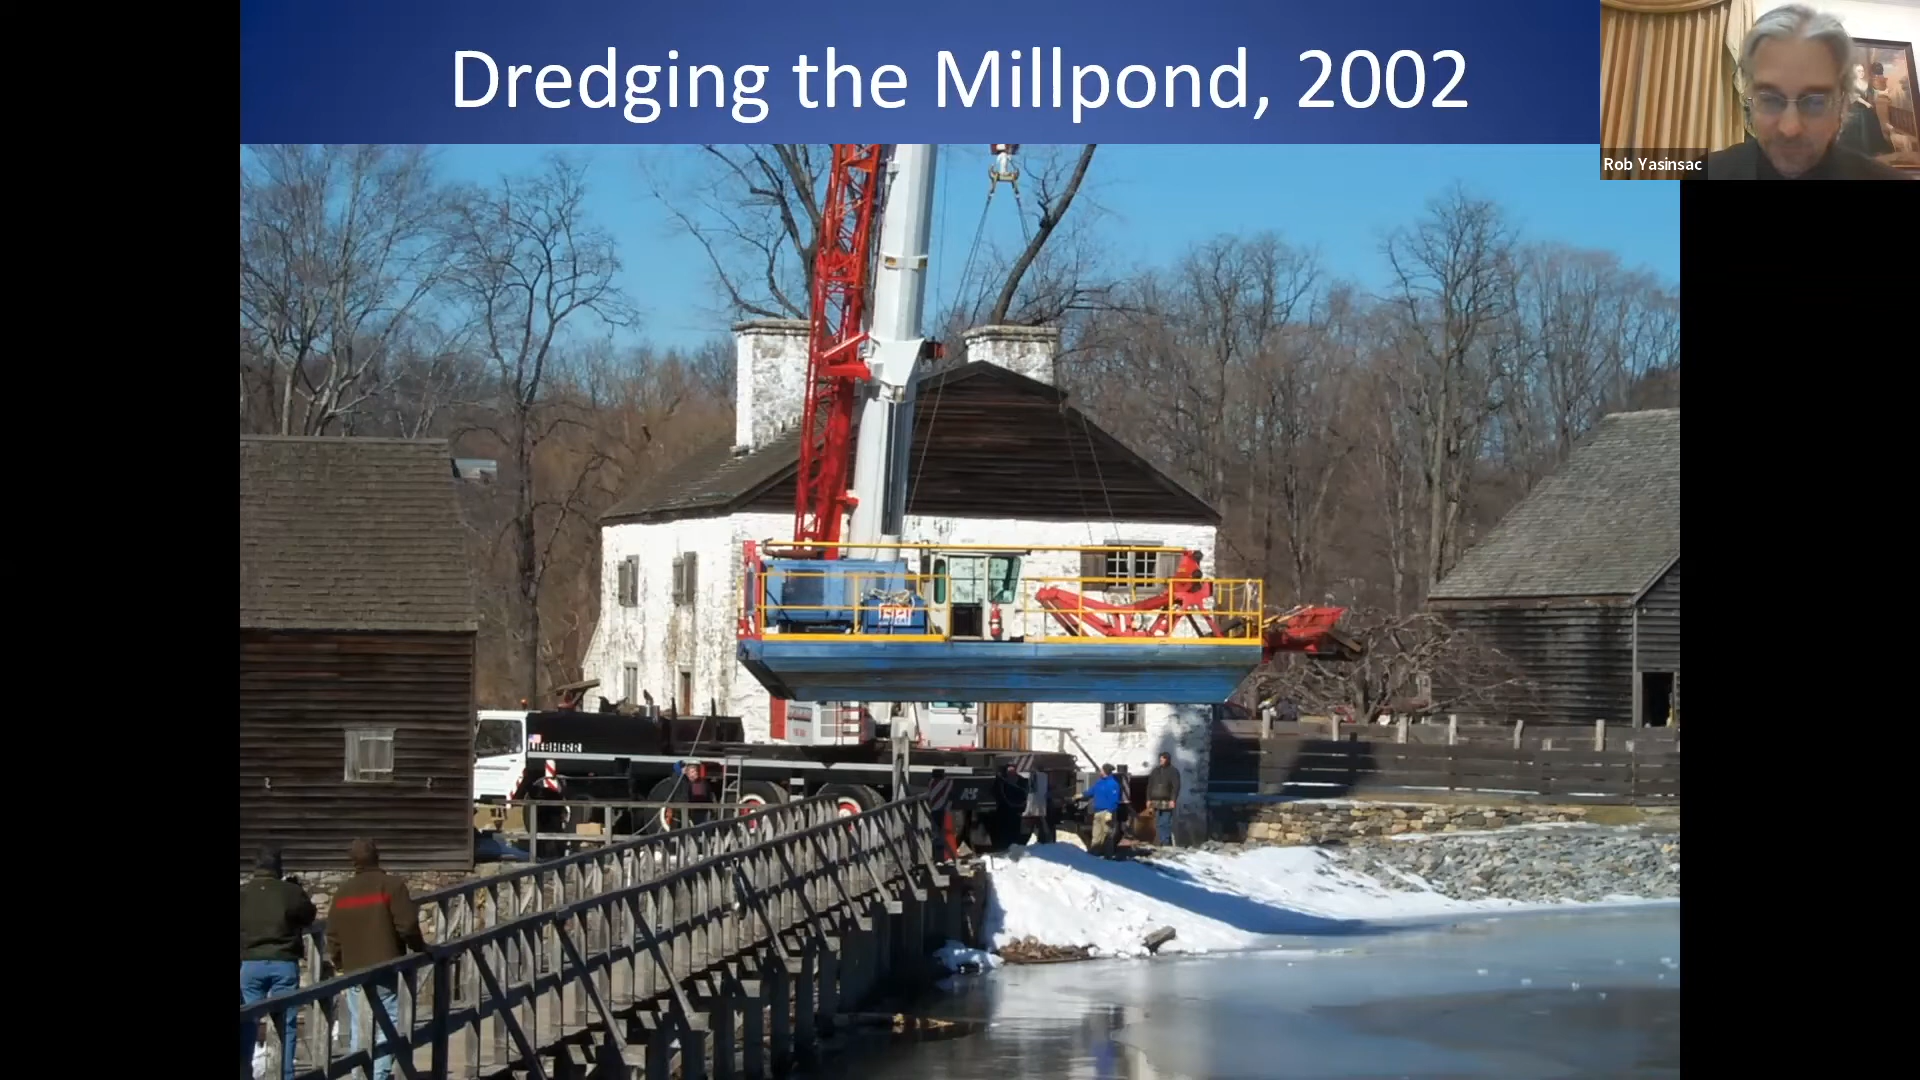 Dredging the Millpond, 2002
Rob Yasinsac
LIEBHERR